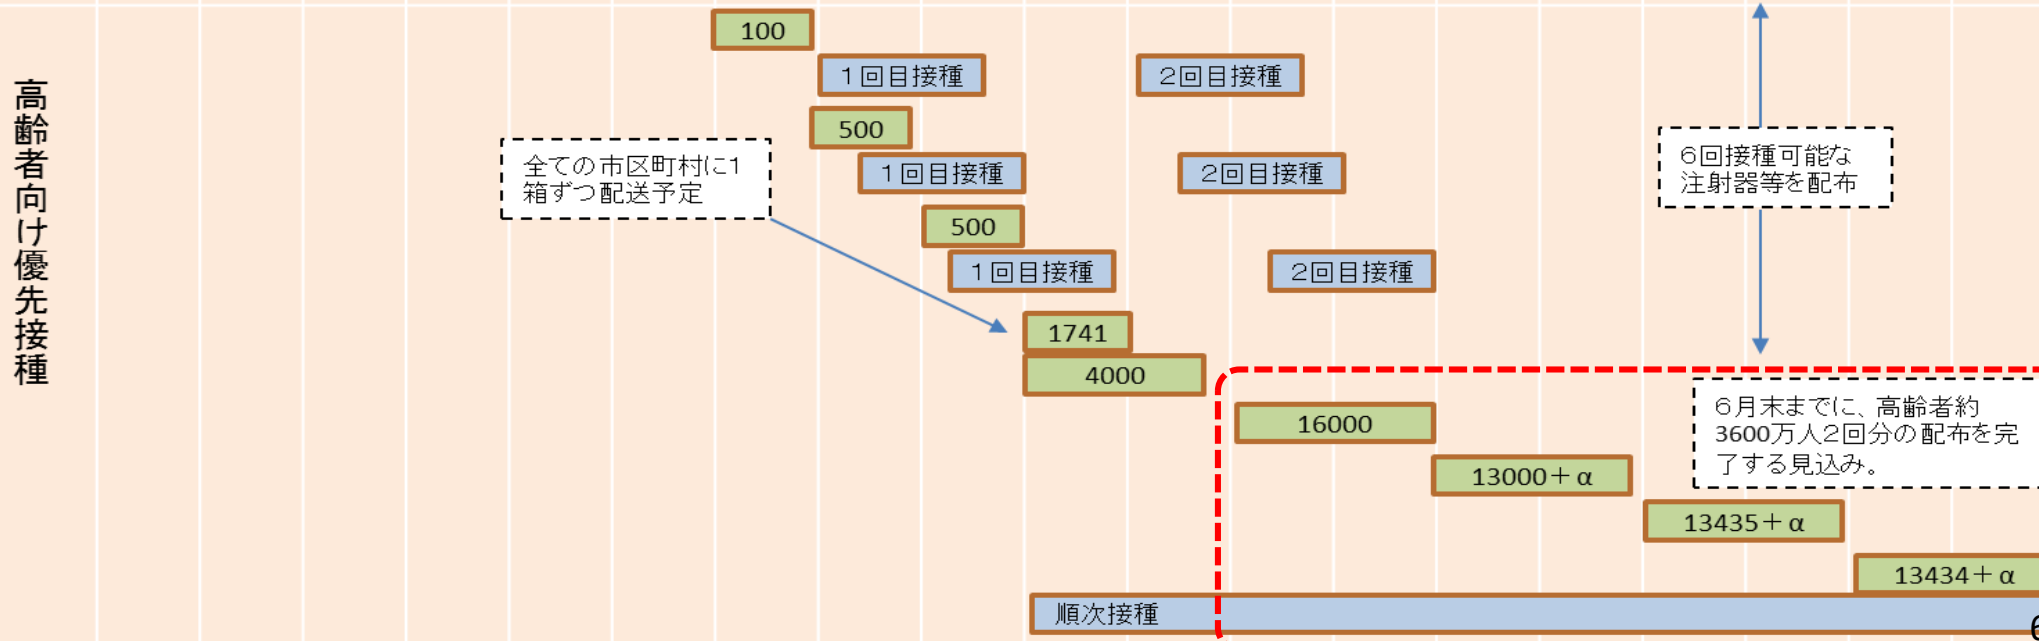 高齢者向け優先接種
100
1回目接種
2回目接種
500
全ての市区町村に1
箱ずつ配送予定
1回目接種
2回目接種
6回接種可能な
注射器等を配布
500
1回目接種
2回目接種
1741
4000
16000
6月末までに、高齢者約
3600万人2回分の配布を完
了する見込み。
13000+α
13435+α
13434+α
順次接種